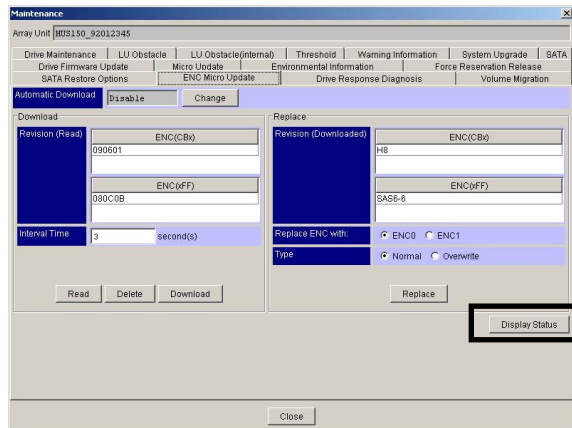 Maintenance
Array Unit HUS150_92012345
Drive Maintenance LU Obstacle LU Obstacle(internal) Threshold Warning Information System Upgrade SATA
Drive Firmware Update Micro Update Environmental Information Force Reservation Release
SATA Restore Options ENC Micro Update Drive Response Diagnosis Volume Migration
Automatic Download Disable Change
Download
Revision (Read) ENC(CBx)
090601
ENC(xFF)
080C0B
Interval Time 3 second(s)
Read Delete Download
Replace
Revision (Downloaded) ENC(CBx)
H8
ENC(xFF)
SAS6-6
Replace ENC with: ENC0 ENC1
Type Normal Overwrite
Replace
Display Status
Close